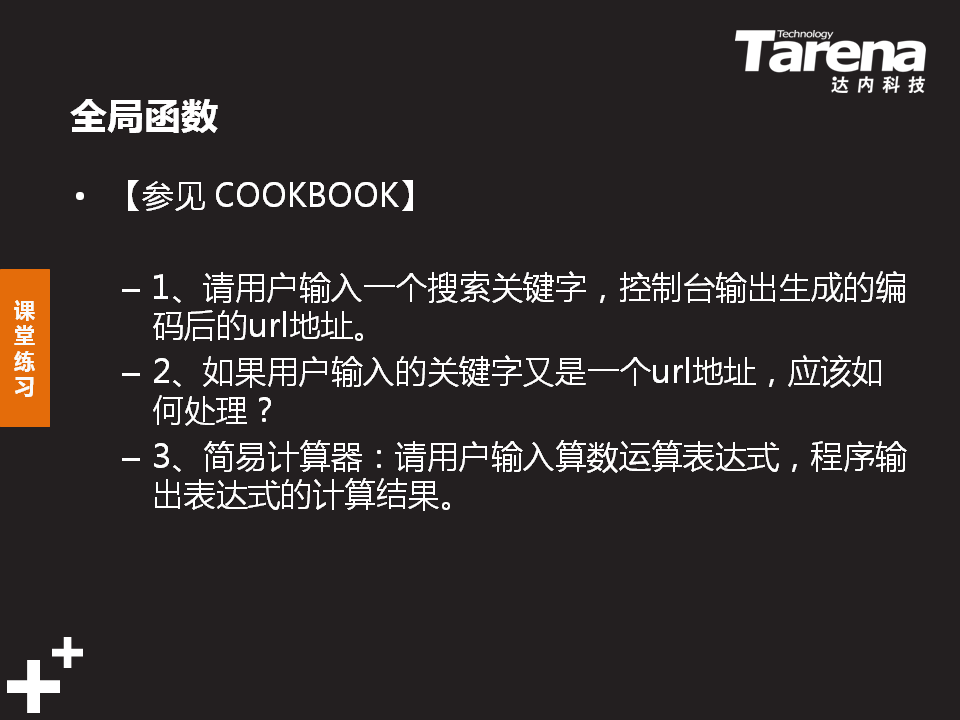 Technology
Tarena
达内科技
全局函数
• 【参见 COOKBOOK】
– 1、请用户输入一个搜索关键字，控制台输出生成的编
码后的url地址。
– 2、如果用户输入的关键字又是一个url地址，应该如
何处理？
– 3、简易计算器：请用户输入算数运算表达式，程序输
出表达式的计算结果。
课
堂
练
习